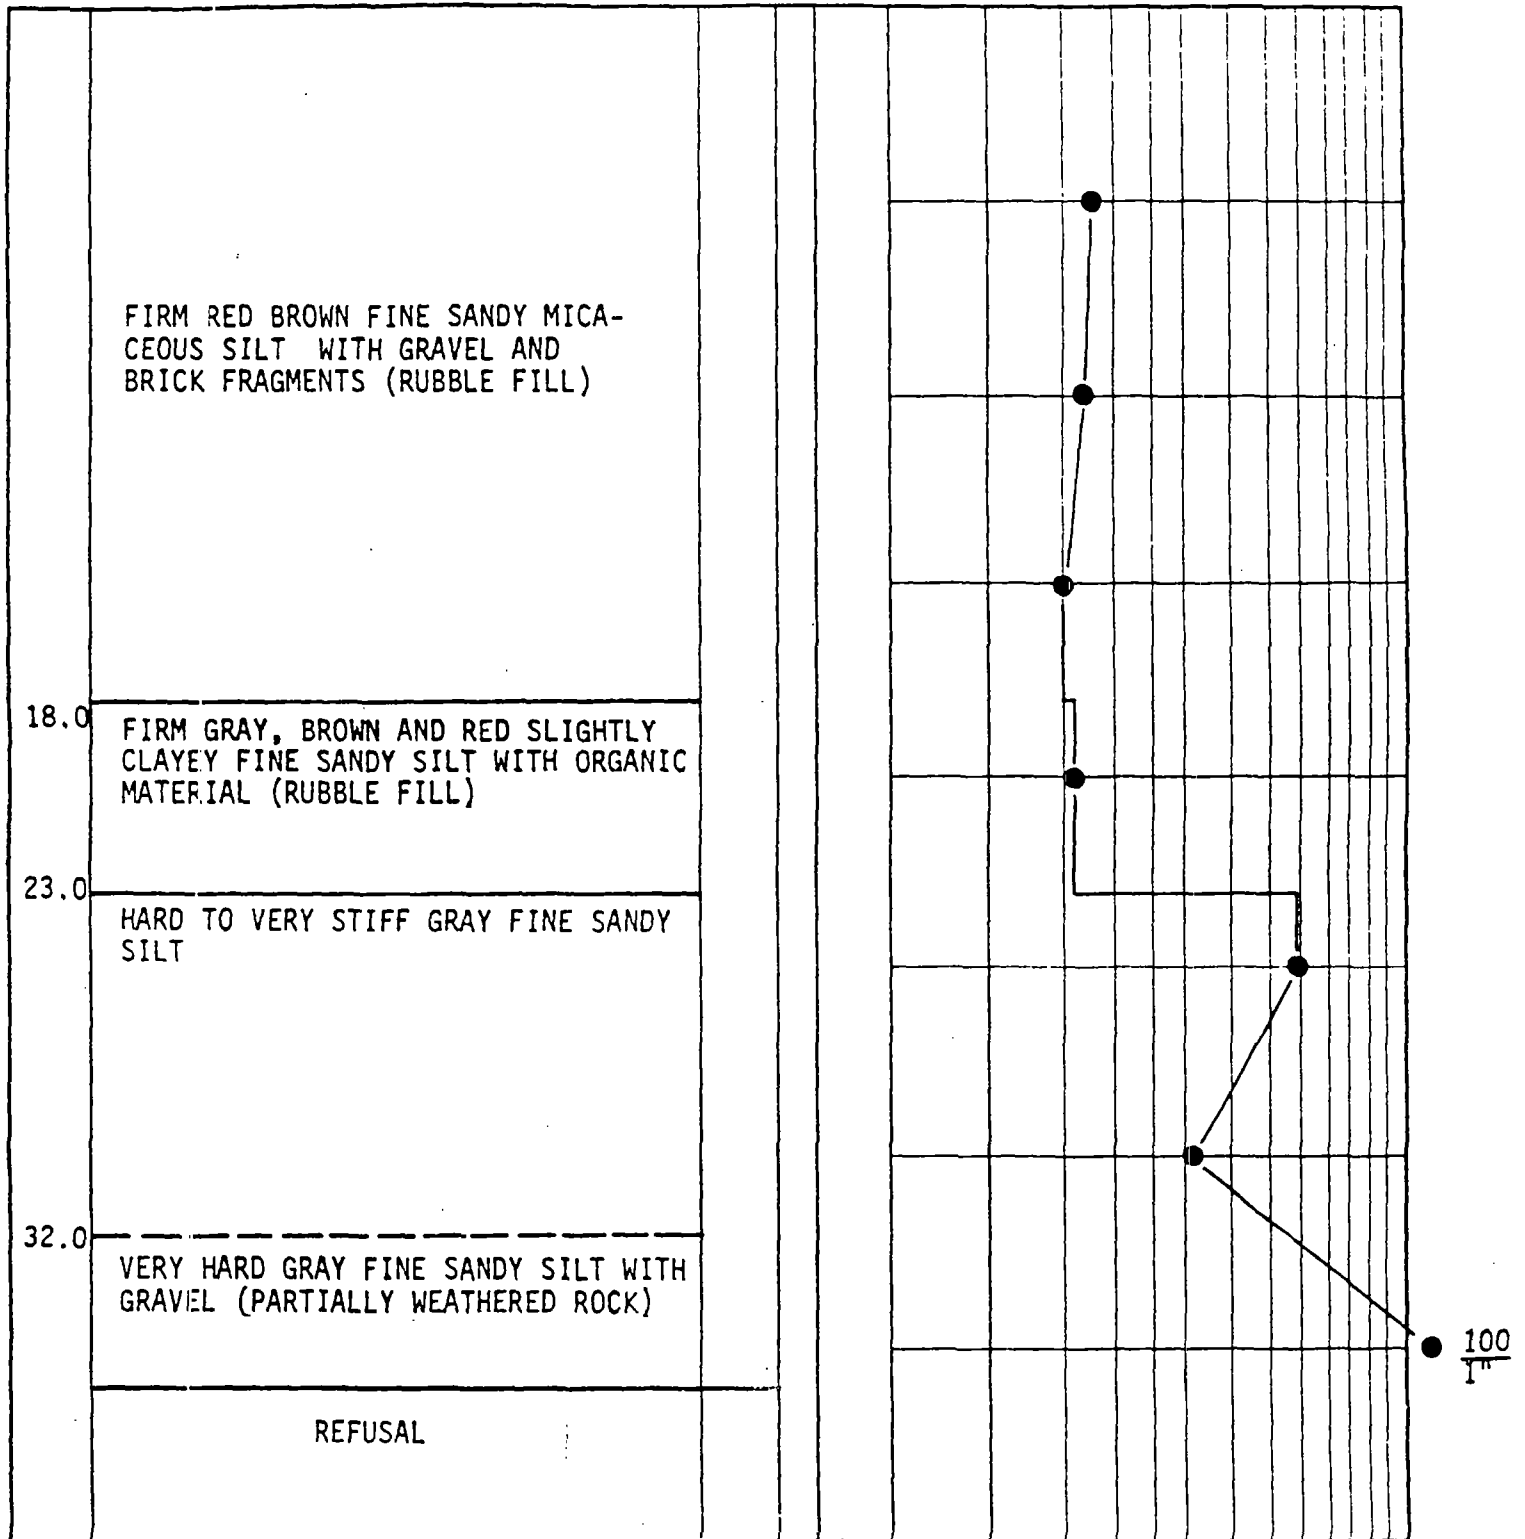 FIRM RED BROWN FINE SANDY MICA-
CEOUS SILT WITH GRAVEL AND
BRICK FRAGMENTS (RUBBLE FILL)
18.0
FIRM GRAY, BROWN AND RED SLIGHTLY
CLAYEY FINE SANDY SILT WITH ORGANIC
MATERIAL (RUBBLE FILL)
23.0
HARD TO VERY STIFF GRAY FINE SANDY
SILT
32.0
VERY HARD GRAY FINE SANDY SILT WITH
GRAVEL (PARTIALLY WEATHERED ROCK)
100
1"
REFUSAL